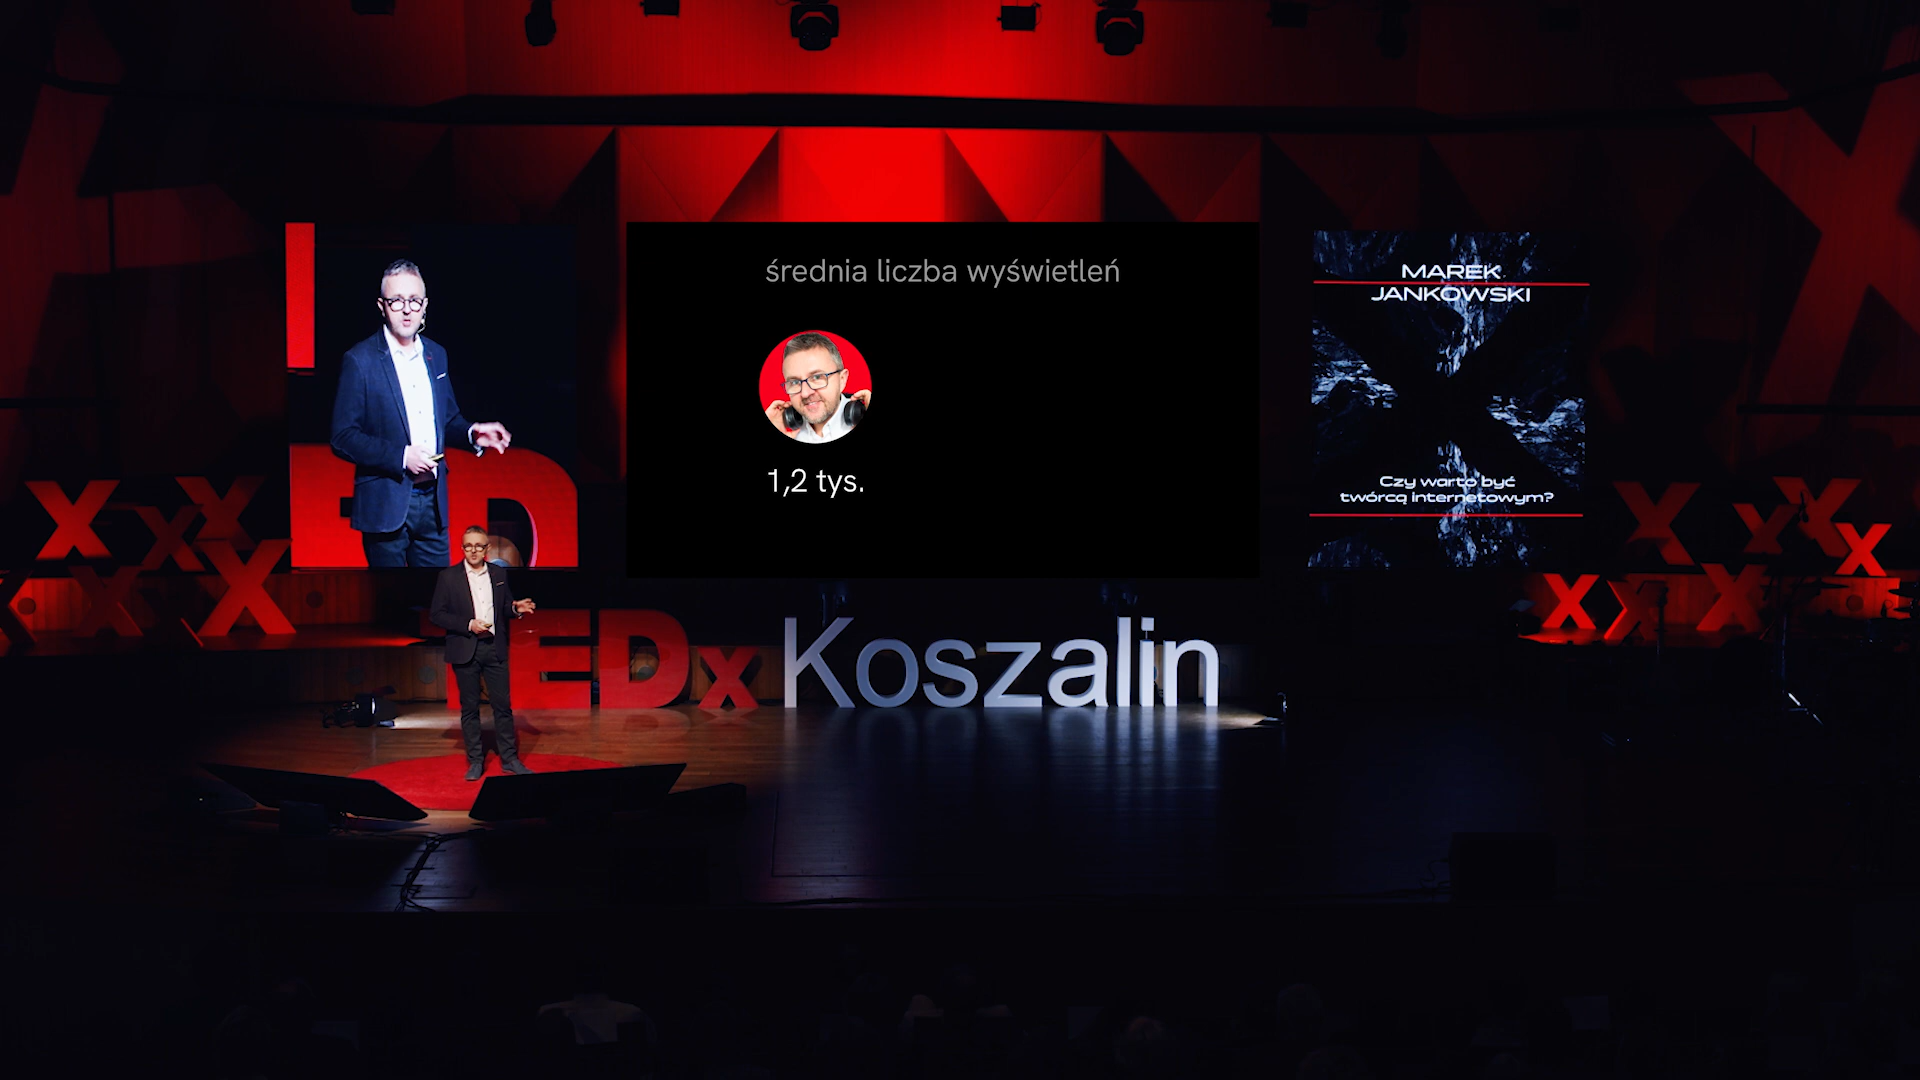 średnia liczba wyświetleń
1,2 tys.
MAREK
JANKOWSKI
Czy warto być
twórcą internetowym?
TEDx Koszalin